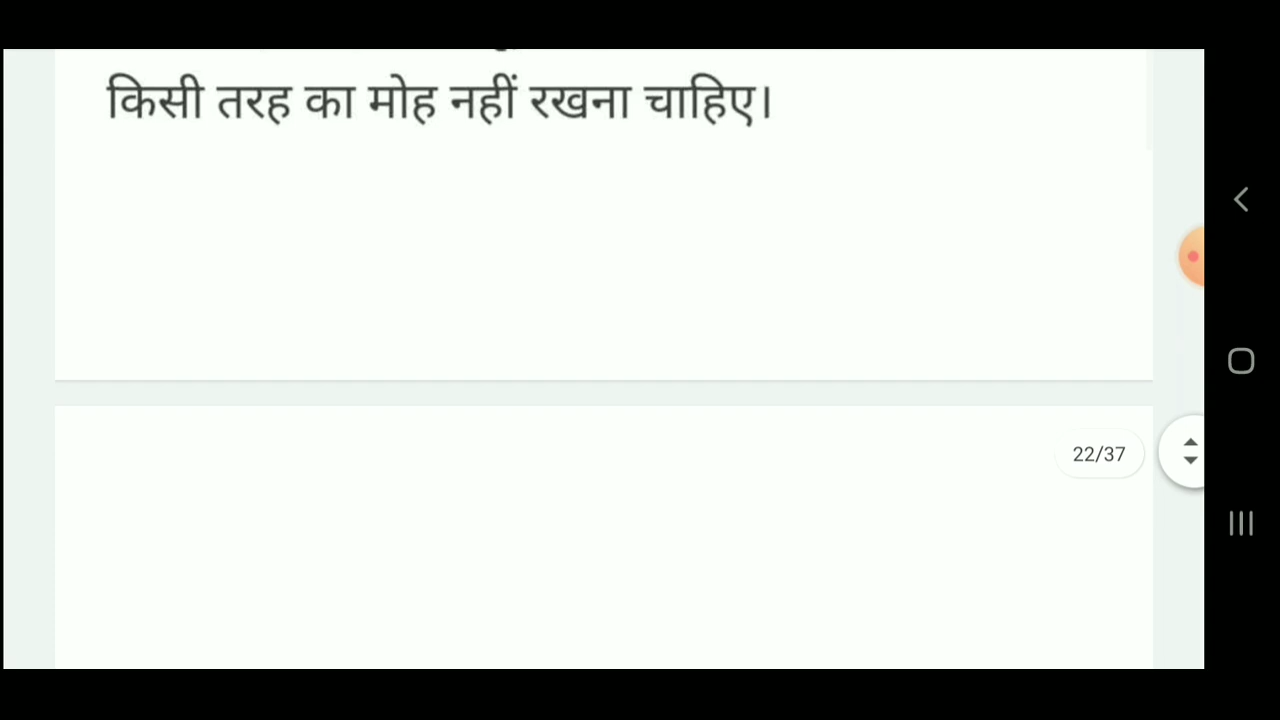 किसी तरह का मोह नहीं रखना चाहिए।
22/37